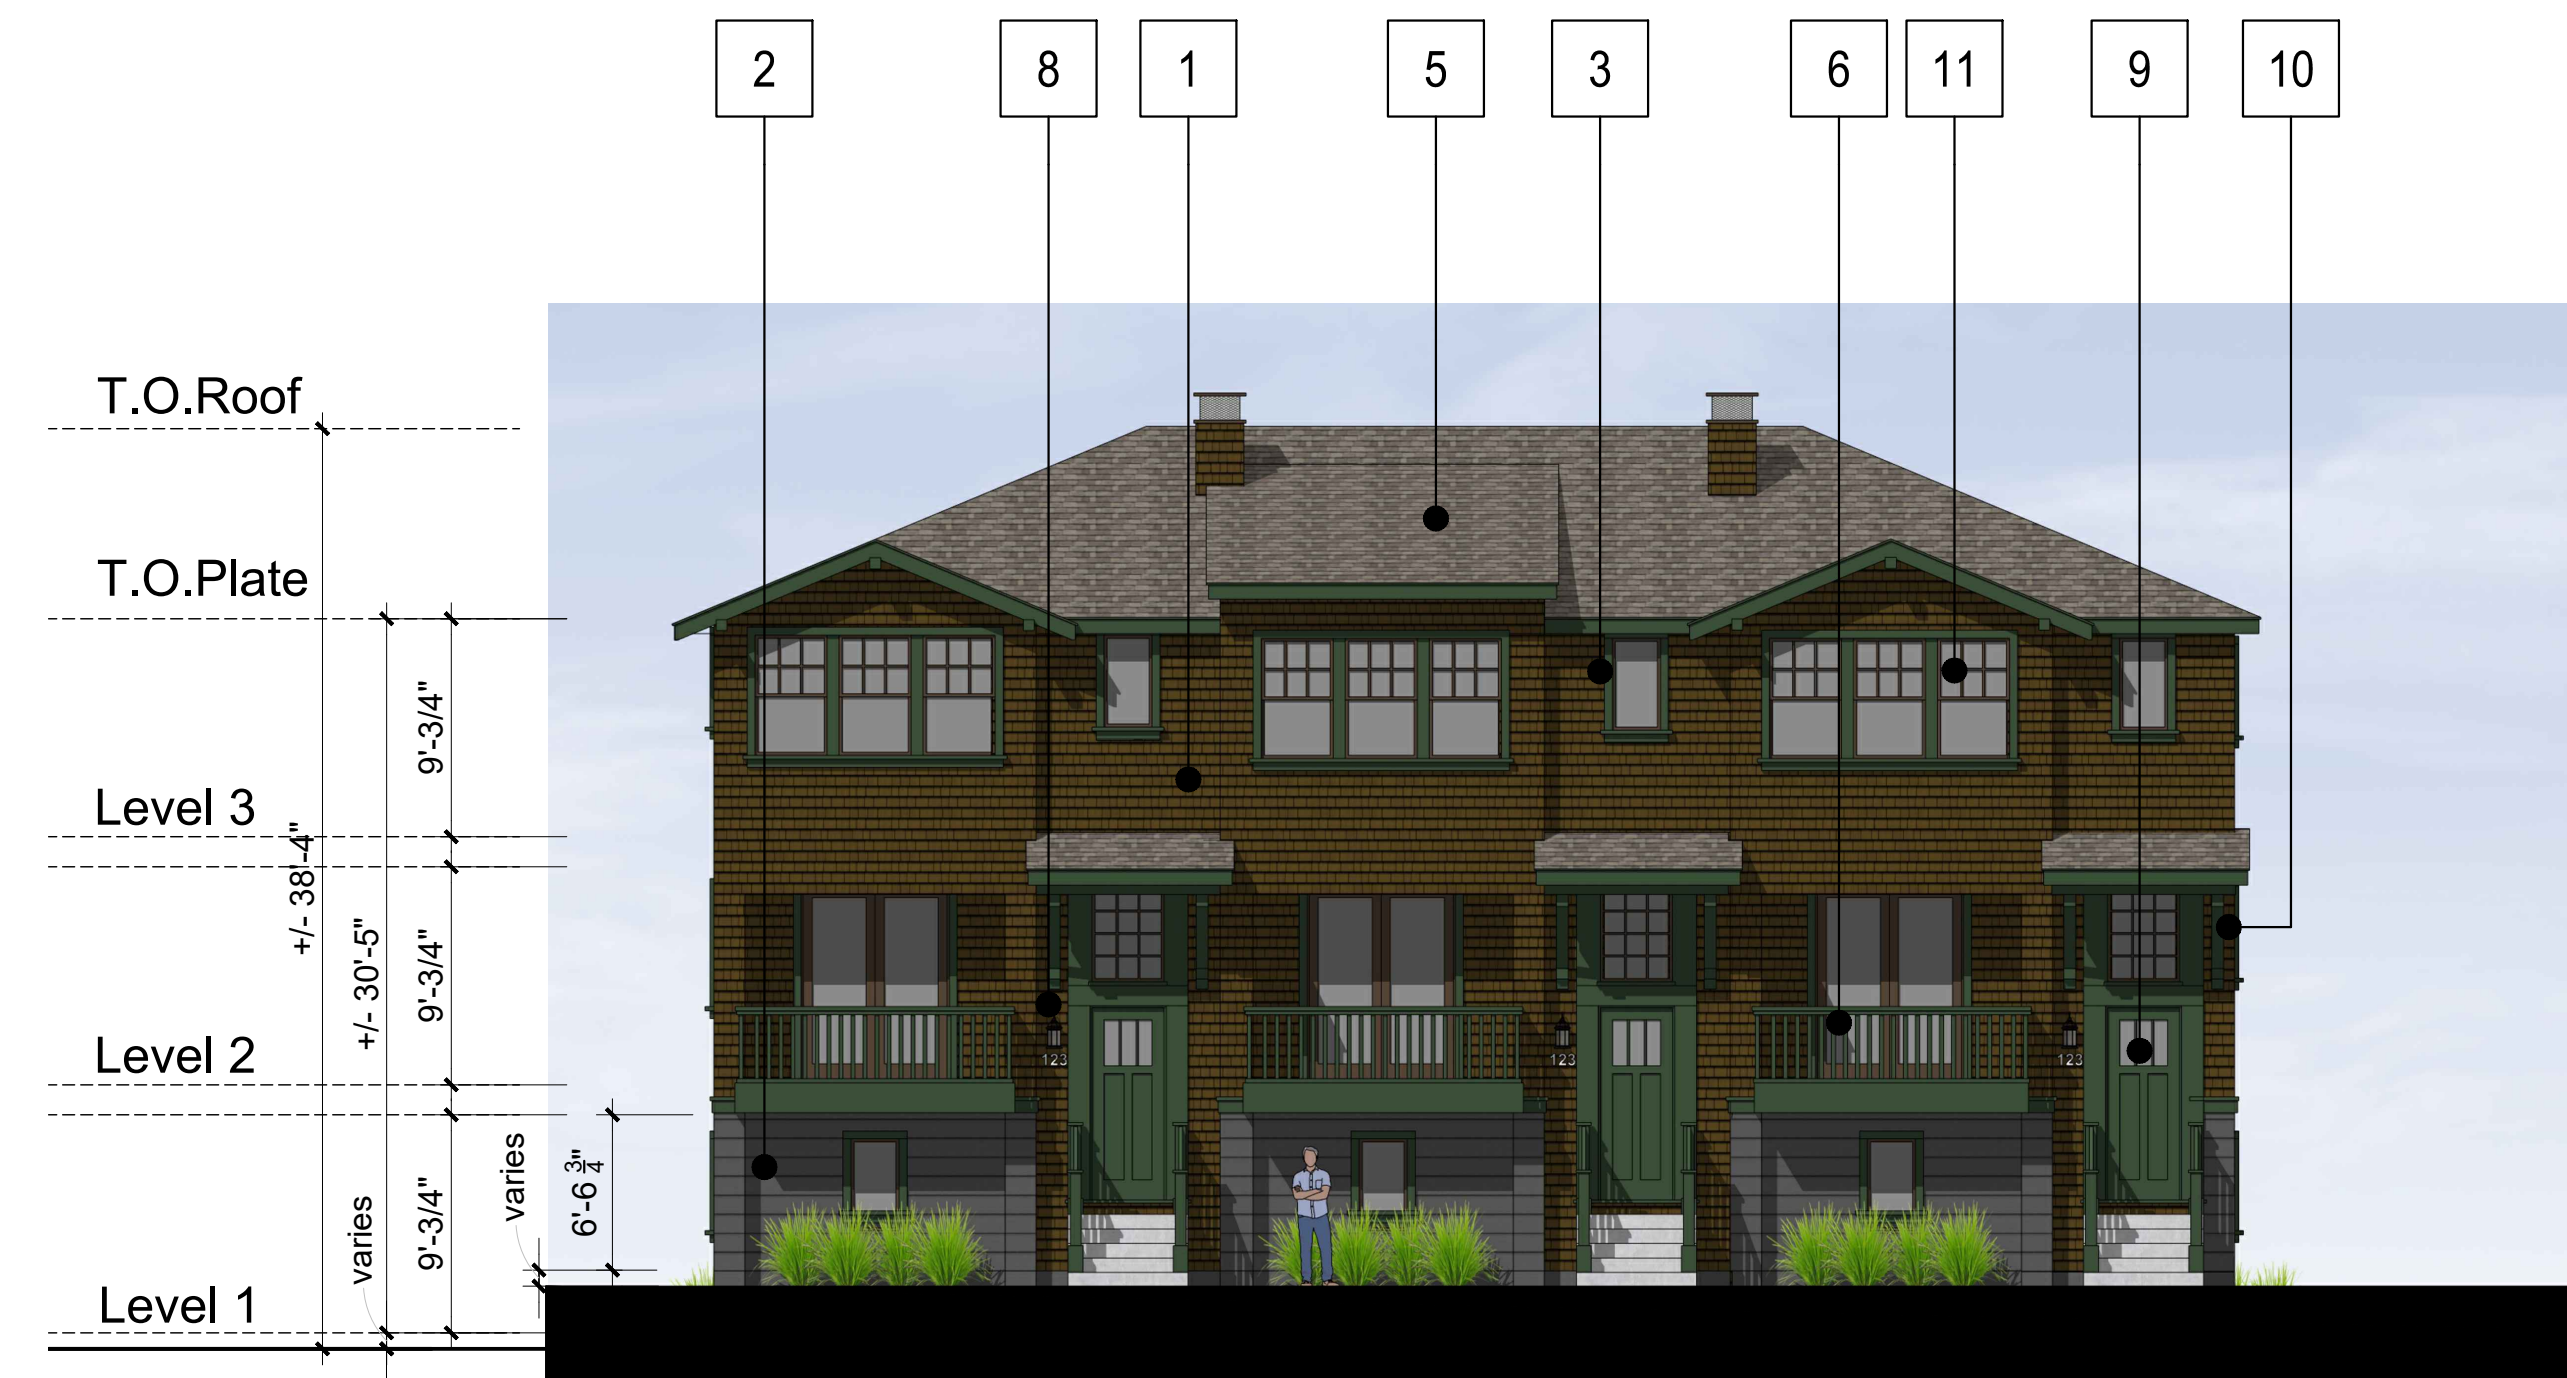 2 8 1 5 3 6 11 9 10
T.O.Roof
T.O.Plate
9'-3/4"
Level 3
+/- 38'-4"
+/- 30'-5"
9'-3/4"
Level 2
123 123 123
varies
6'-6 3/4"
varies
9'-3/4"
Level 1